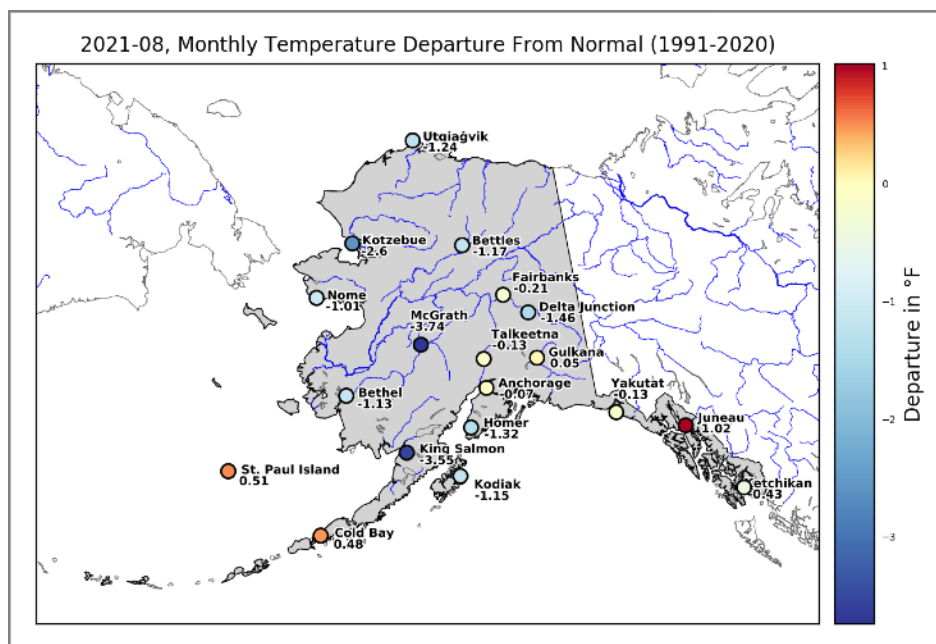 2021-08, Monthly Temperature Departure From Normal (1991-2020)
Utqiaġvik
-1.24
Kotzebue
-2.6
Bettles
-1.17
Fairbanks
-0.21
Nome
-1.01
Delta Junction
-1.46
McGrath
-3.74
Talkeetna
-0.13
Gulkana
0.05
Anchorage
-0.07
Yakutat
-0.13
Bethel
-1.13
Homer
-1.32
Juneau
1.02
King Salmon
-3.55
St. Paul Island
0.51
Kodiak
-1.15
etchikan
0.43
Cold Bay
0.48
1
0
−1
−2
−3
Departure in °F